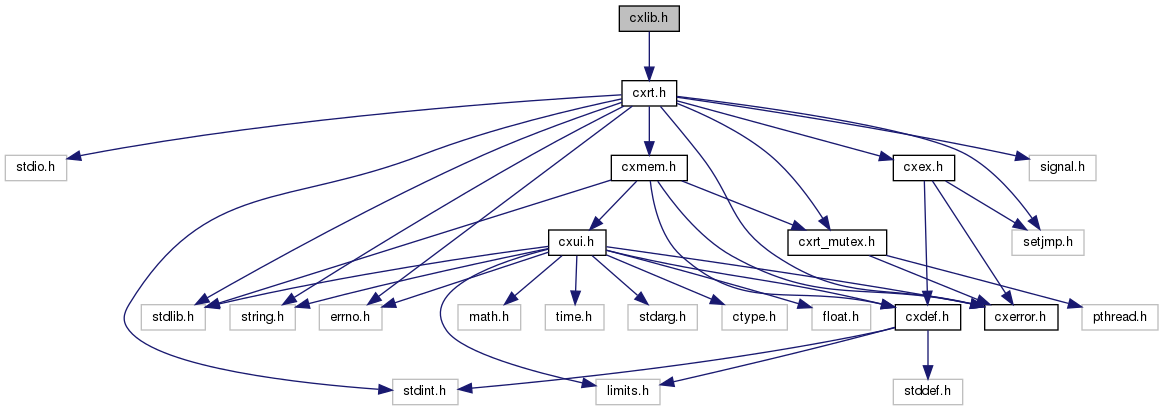 cxlib.h
cxrt.h
stdio.h
cxmem.h
cxex.h
signal.h
cxui.h
cxrt_mutex.h
setjmp.h
stdlib.h
string.h
errno.h
math.h
time.h
stdarg.h
ctype.h
float.h
cxdef.h
cxerror.h
pthread.h
stdint.h
limits.h
stddef.h